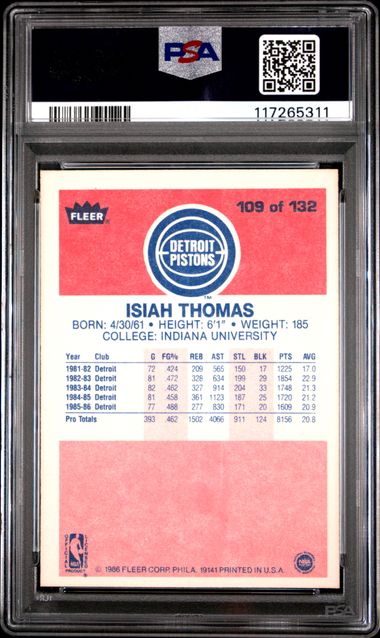 PSA
117265311
FLEER®
109 of 132
DETROIT
PISTONS
TM
ISIAH THOMAS
BORN: 4/30/61 • HEIGHT: 6'1" • WEIGHT: 185
COLLEGE: INDIANA UNIVERSITY
Year Club G FG% REB AST STL BLK PTS AVG
1981-82 Detroit 72 .424 209 565 150 17 1225 17.0
1982-83 Detroit 81 .472 328 634 199 29 1854 22.9
1983-84 Detroit 82 .462 327 914 204 33 1748 21.3
1984-85 Detroit 81 .458 361 1123 187 25 1720 21.2
1985-86 Detroit 77 .488 277 830 171 20 1609 20.9
Pro Totals 393 .462 1502 4066 911 124 8156 20.8
OFFICIAL LICENSED
NBA
PRODUCT
© 1986 FLEER CORP. PHILA. 19141 PRINTED IN U.S.A.
PSA